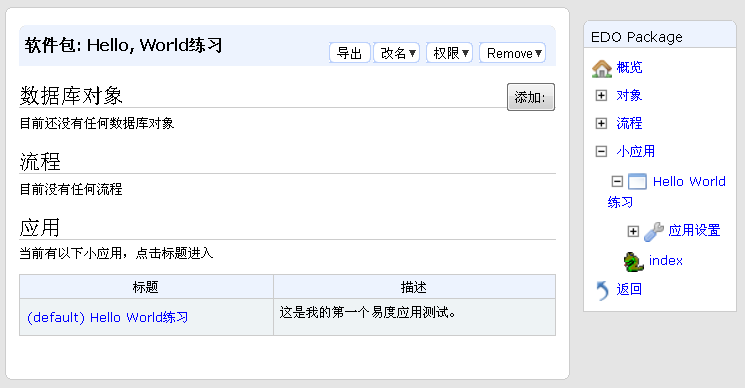 软件包: Hello, World练习
导出 改名▼ 权限▼ Remove▼
数据库对象
添加:
目前还没有任何数据库对象
流程
目前没有任何流程
应用
当前有以下小应用，点击标题进入
标题 描述
(default) Hello World练习 这是我的第一个易度应用测试。
EDO Package
概览
对象
流程
小应用
Hello World
练习
应用设置
index
返回